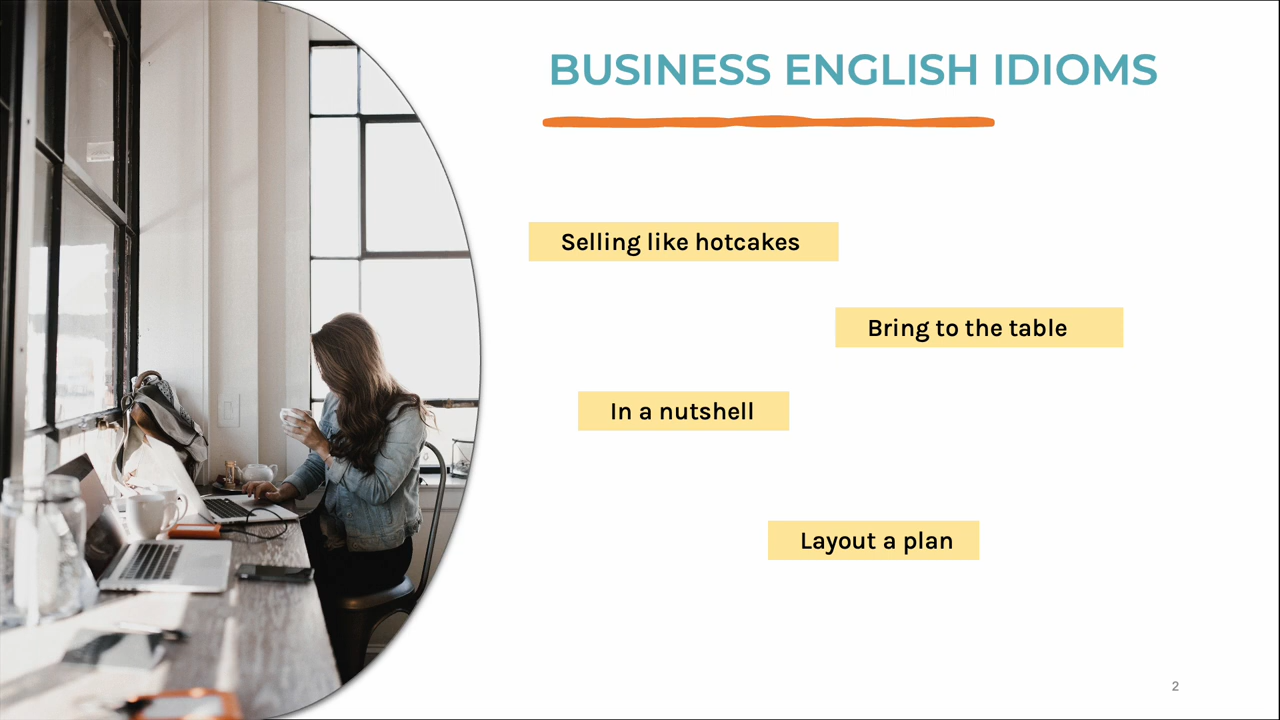 BUSINESS ENGLISH IDIOMS
Selling like hotcakes
Bring to the table
In a nutshell
Layout a plan
2